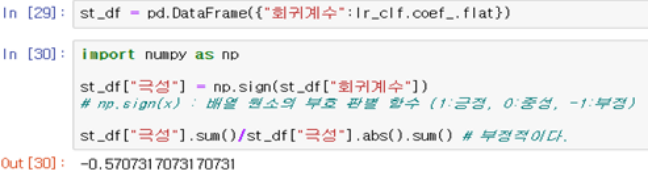 In [29]: st_df = pd.DataFrame({"회귀계수":lr_clf.coef_.flat})
In [30]: import numpy as np
st_df["극성"] = np.sign(st_df["회귀계수"])
# np.sign(x) : 배열 원소의 부호 판별 함수 (1:긍정, 0:중성, -1:부정)
st_df["극성"].sum()/st_df["극성"].abs().sum() # 부정적이다.
Out[30]: -0.5707317073170731